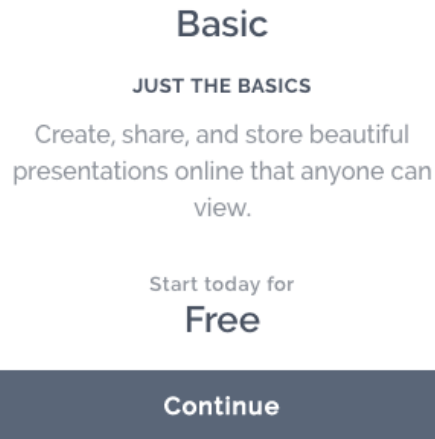 Basic
JUST THE BASICS
Create, share, and store beautiful
presentations online that anyone can
view.
Start today for
Free
Continue